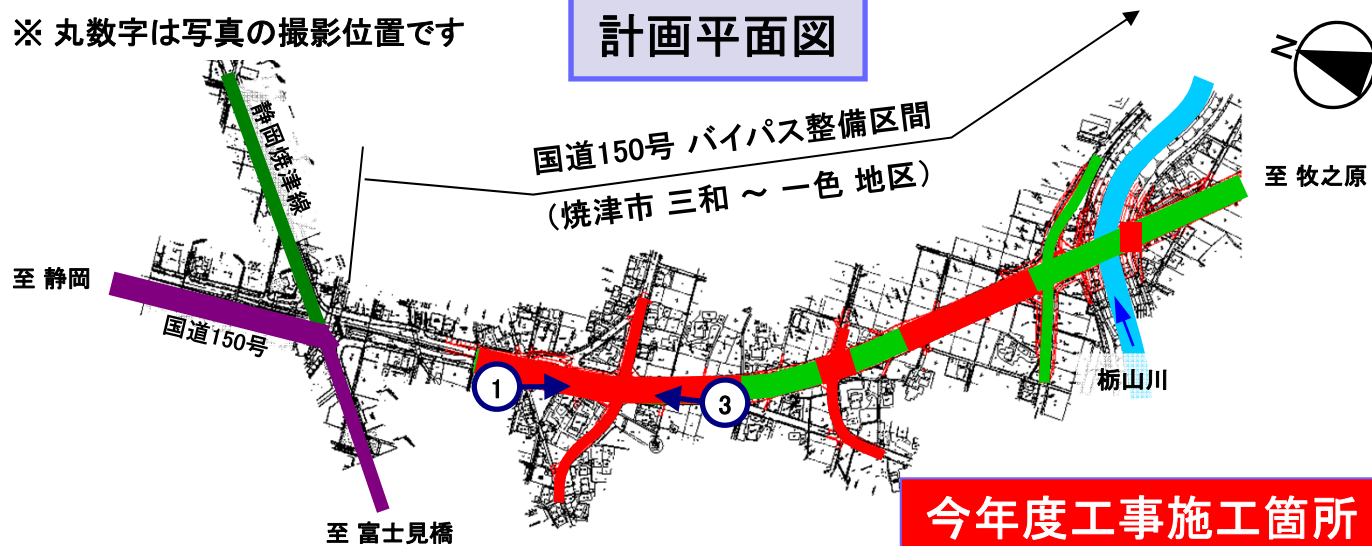 ※ 丸数字は写真の撮影位置です
計画平面図
N
静岡焼津線
国道150号 バイパス整備区間
(焼津市 三和 ～ 一色 地区)
至 牧之原
至 静岡
国道150号
1
3
栃山川
至 富士見橋
今年度工事施工箇所